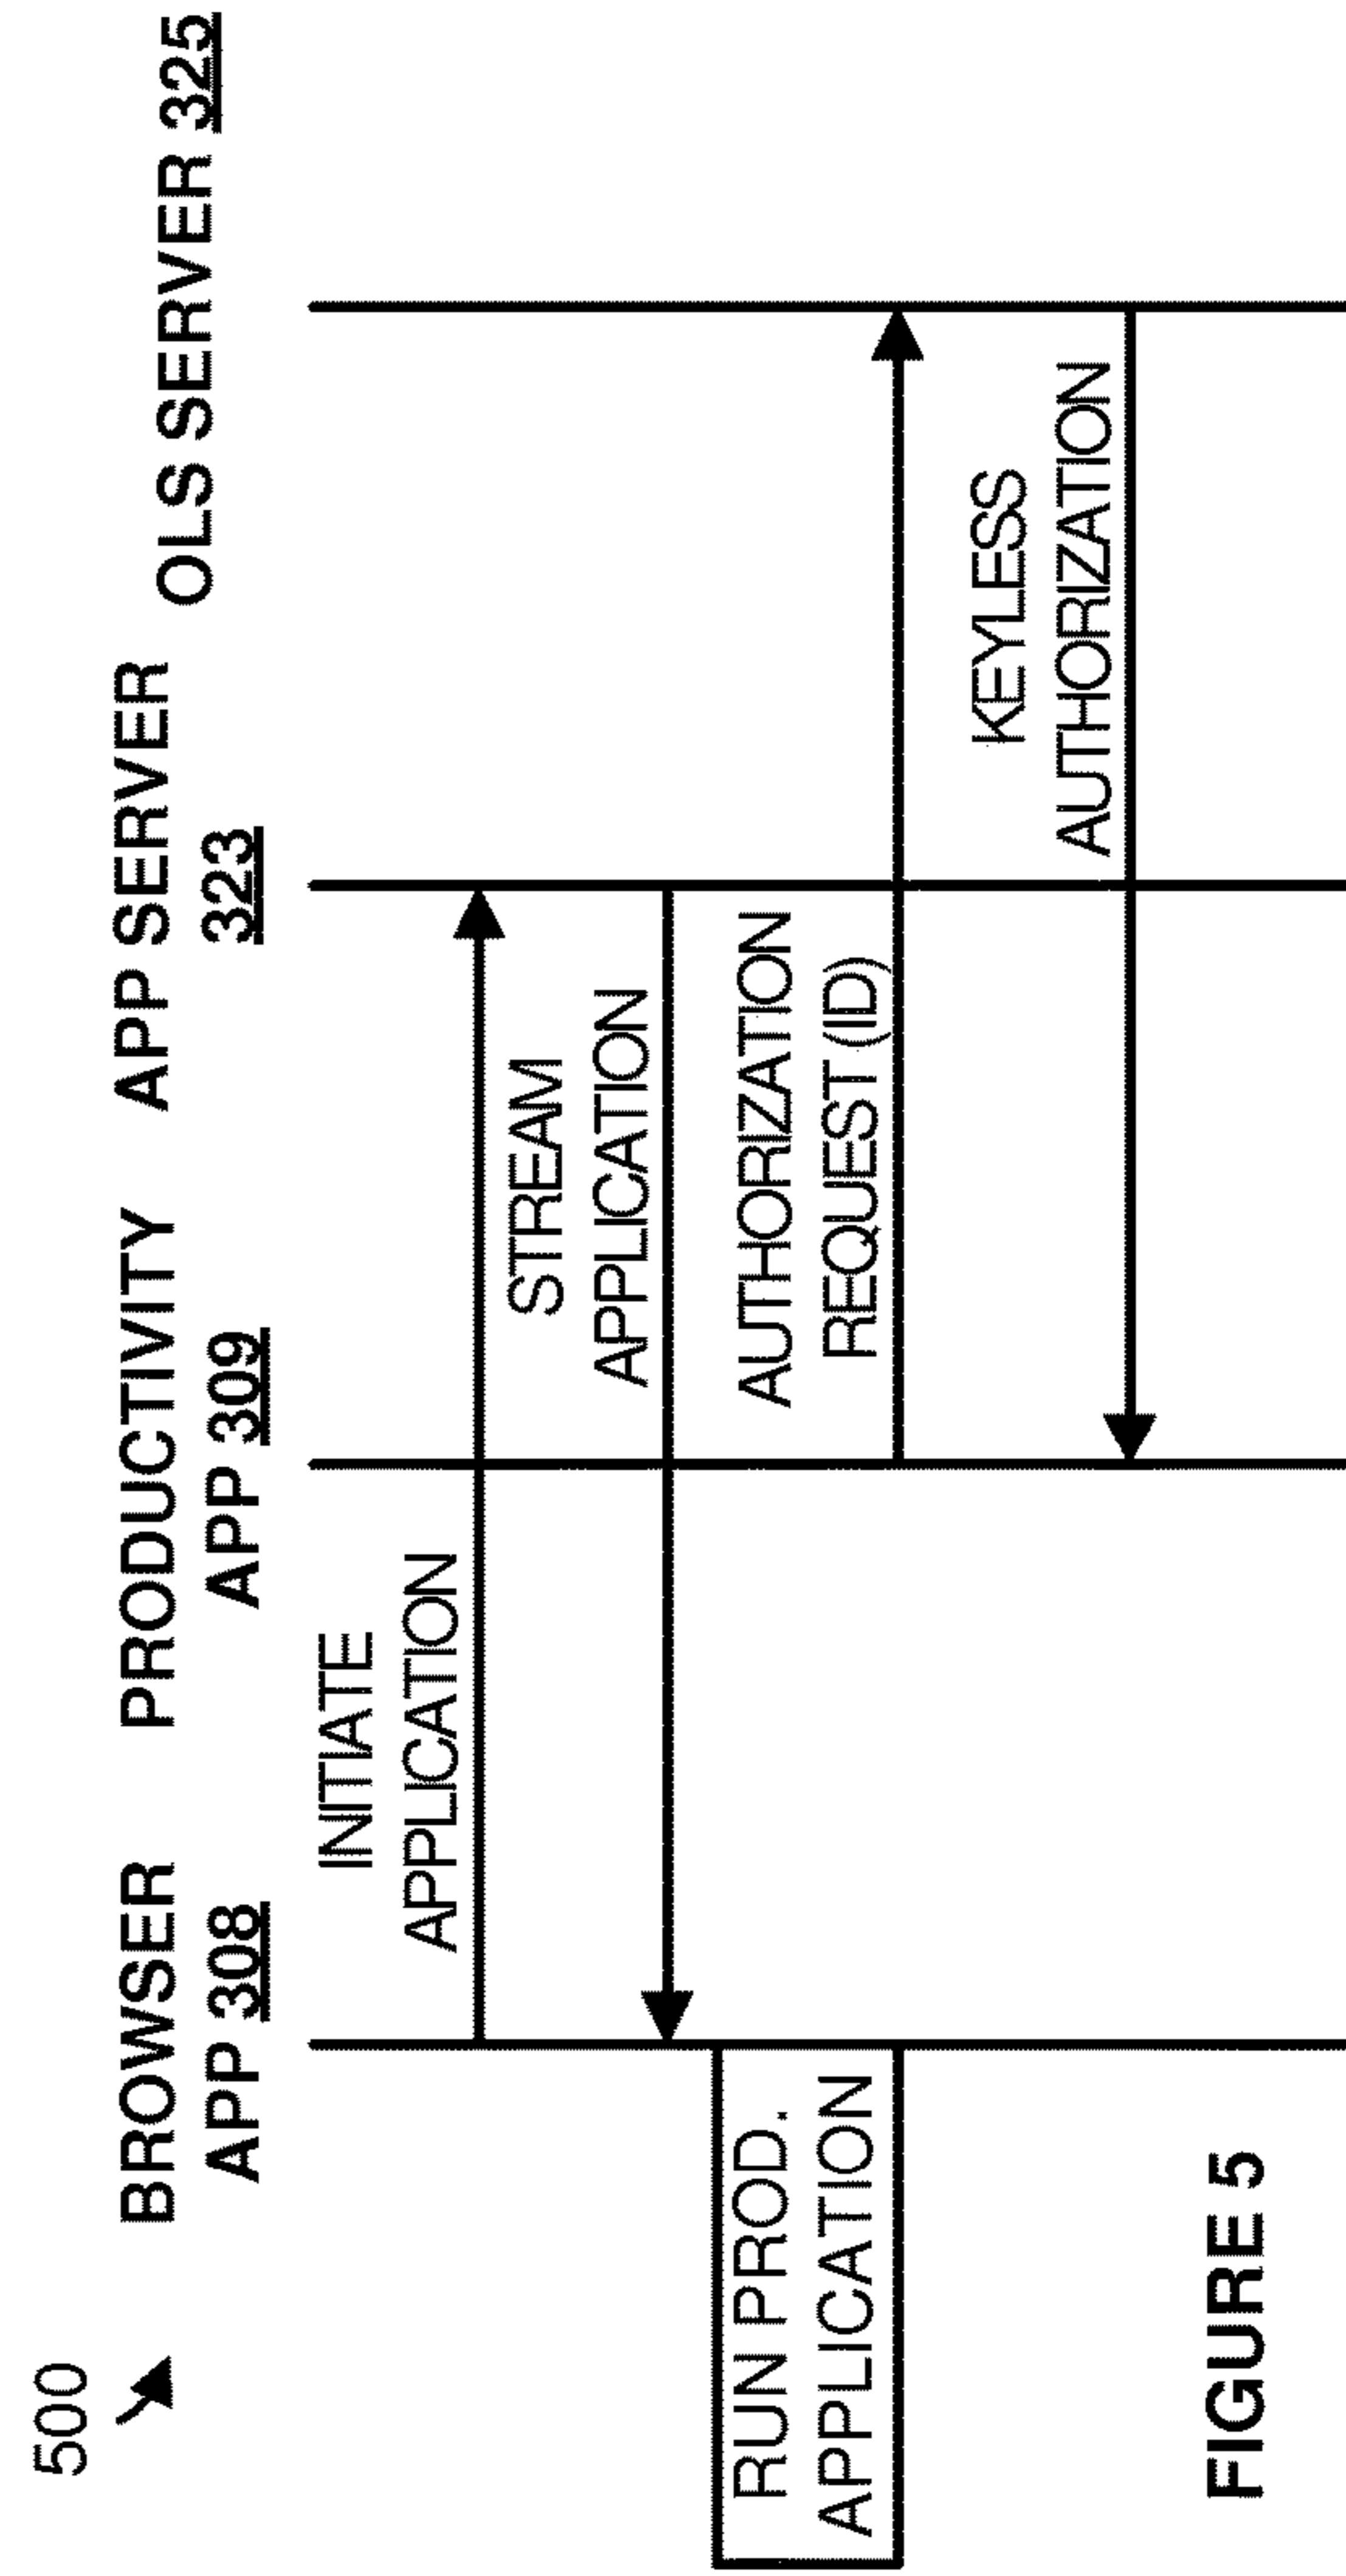 500
BROWSER
APP 308
PRODUCTIVITY
APP 309
APP SERVER
323
OLS SERVER 325
INITIATE
APPLICATION
STREAM
APPLICATION
RUN PROD.
APPLICATION
AUTHORIZATION
REQUEST (ID)
KEYLESS
AUTHORIZATION
FIGURE 5